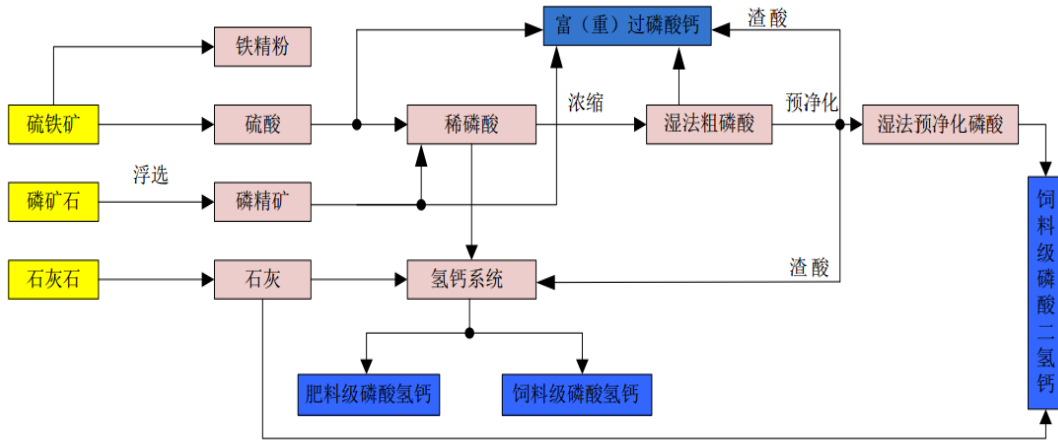 富（重）过磷酸钙
渣酸
铁精粉
浓缩
预净化
硫铁矿
硫酸
稀磷酸
湿法粗磷酸
湿法预净化磷酸
浮选
磷矿石
磷精矿
饲料级磷酸二氢钙
石灰石
石灰
氢钙系统
渣酸
肥料级磷酸氢钙
饲料级磷酸氢钙